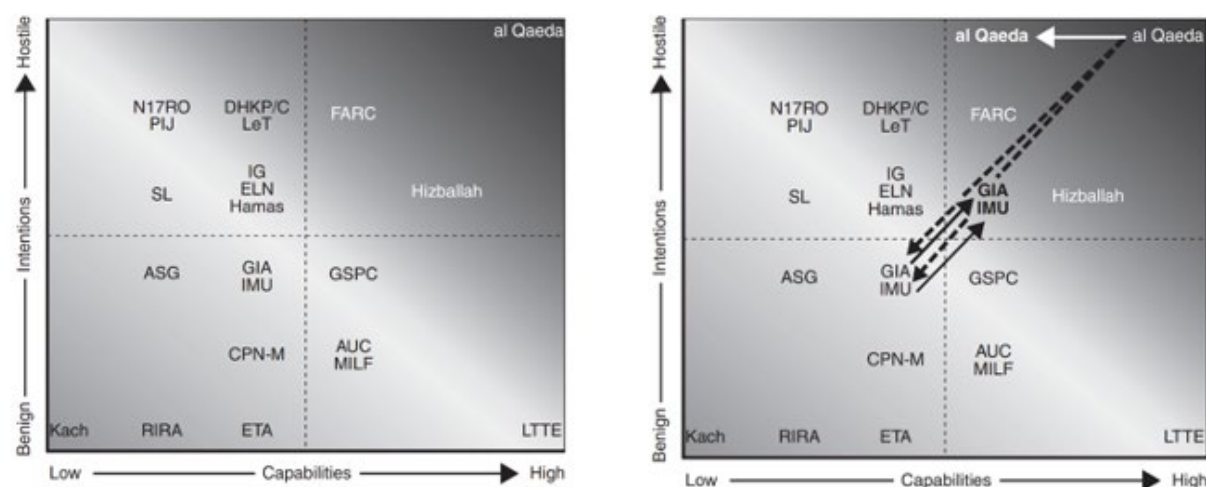 Hostile
Intentions
Benign
al Qaeda
N17RO
PIJ
DHKP/C
LeT
FARC
SL
IG
ELN
Hamas
Hizballah
ASG
GIA
IMU
GSPC
CPN-M
AUC
MILF
Kach
RIRA
ETA
LTTE
Low
Capabilities
High
Hostile
Intentions
Benign
al Qaeda
al Qaeda
N17RO
PIJ
DHKP/C
LeT
FARC
SL
IG
ELN
Hamas
GIA
IMU
Hizballah
ASG
GIA
IMU
GSPC
CPN-M
AUC
MILF
Kach
RIRA
ETA
LTTE
Low
Capabilities
High